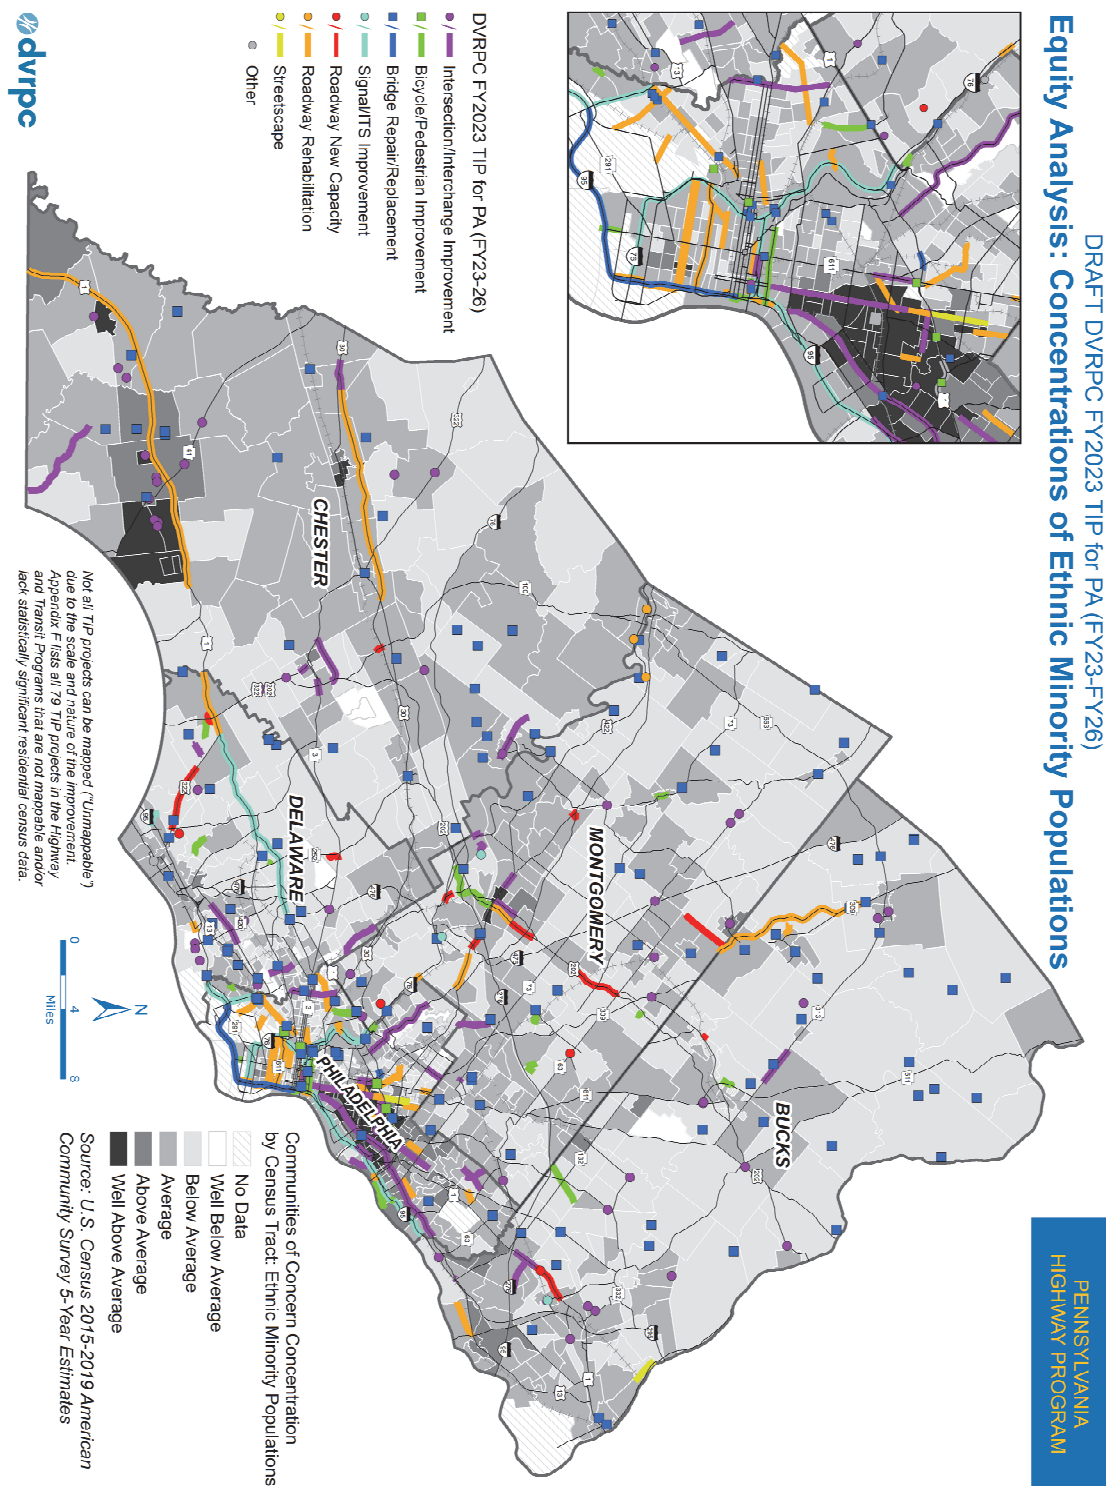 DRAFT DVRPC FY2023 TIP for PA (FY23-FY26)
Equity Analysis: Concentrations of Ethnic Minority Populations
PENNSYLVANIA
HIGHWAY PROGRAM
DVRPC FY2023 TIP for PA (FY23-26)
Intersection/Interchange Improvement
Bicycle/Pedestrian Improvement
Bridge Repair/Replacement
Signal/ITS Improvement
Roadway New Capacity
Roadway Rehabilitation
Streetscape
Other
dvrpc
CHESTER
DELAWARE
MONTGOMERY
PHILADELPHIA
BUCKS
Not all TIP projects can be mapped ("Unmappable")
due to the scale and nature of the improvement.
Appendix F lists all 79 TIP projects in the Highway
and Transit Programs that are not mappable and/or
lack statistically significant residential census data.
N
0 4 8
Miles
Communities of Concern Concentration
by Census Tract: Ethnic Minority Populations
No Data
Well Below Average
Below Average
Average
Above Average
Well Above Average
Source: U.S. Census 2015-2019 American
Community Survey 5-Year Estimates